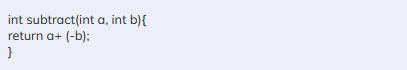 int subtract(int a, int b){
return a+ (-b);
}